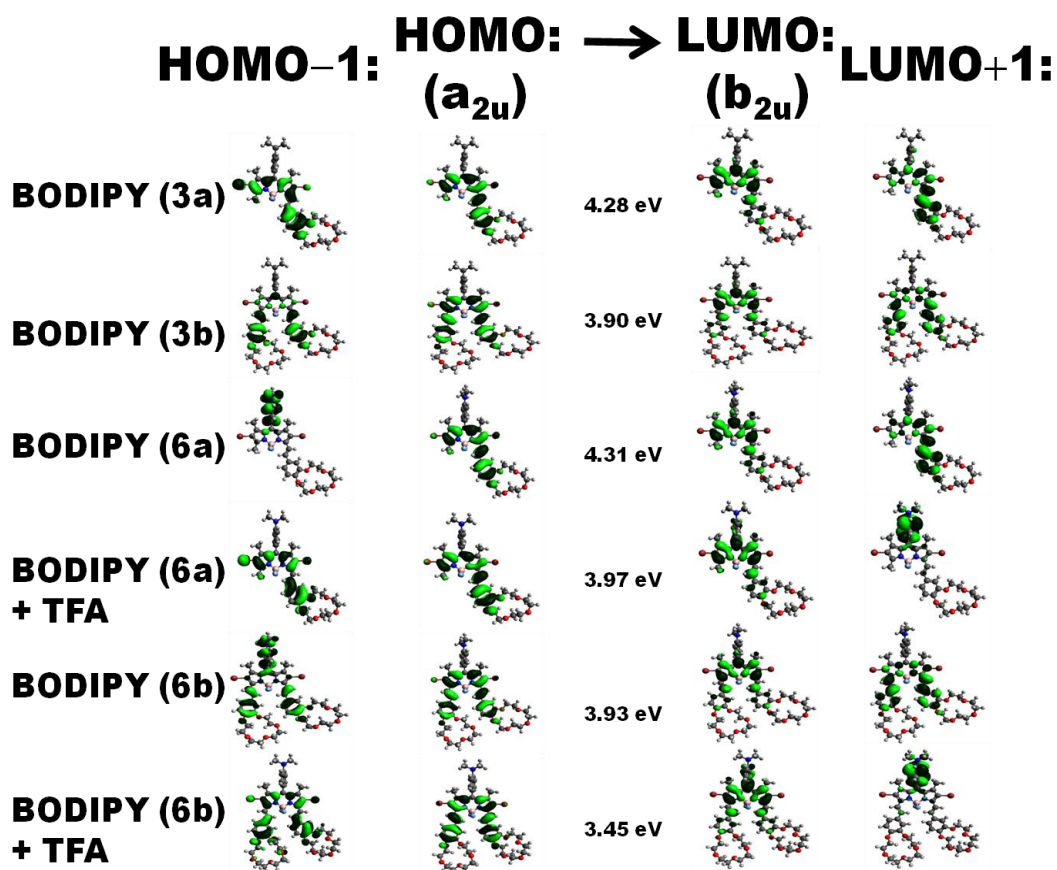 HOMO−1:
HOMO:
(a2u)
LUMO:
(b2u)
LUMO+1:
BODIPY (3a)
4.28 eV
BODIPY (3b)
3.90 eV
BODIPY (6a)
4.31 eV
BODIPY (6a)
+ TFA
3.97 eV
BODIPY (6b)
3.93 eV
BODIPY (6b)
+ TFA
3.45 eV